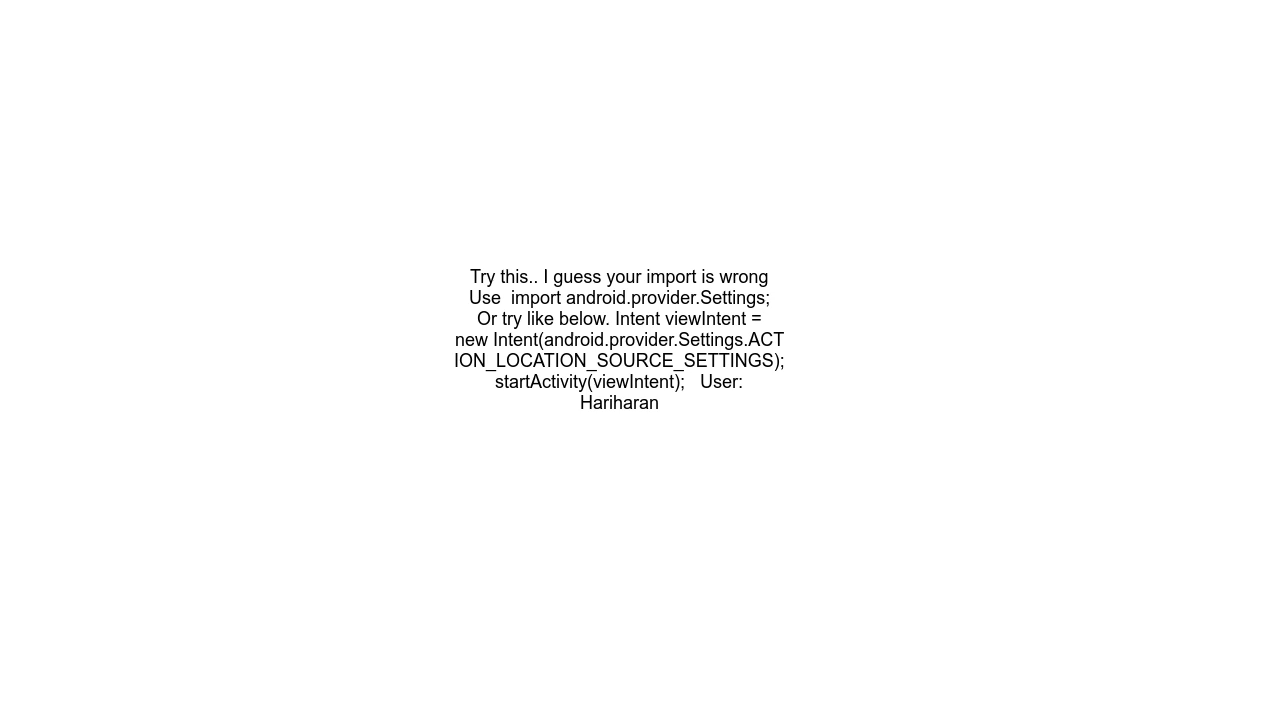 Try this.. I guess your import is wrong
Use  import android.provider.Settings;
Or try like below. Intent viewIntent =
new Intent(android.provider.Settings.ACT
ION_LOCATION_SOURCE_SETTINGS);
startActivity(viewIntent);   User:
Hariharan